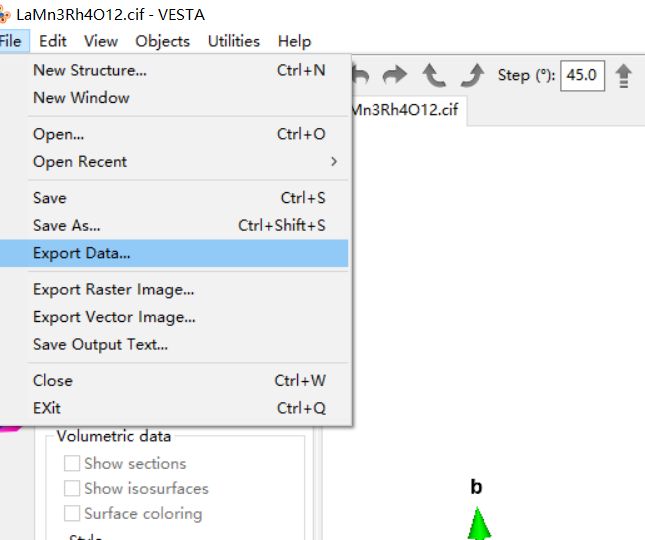 LaMn3Rh4O12.cif - VESTA
File Edit View Objects Utilities Help
New Structure... Ctrl+N
New Window
Step (°): 45.0
Mn3Rh4O12.cif
Open... Ctrl+O
Open Recent
Save Ctrl+S
Save As... Ctrl+Shift+S
Export Data...
Export Raster Image...
Export Vector Image...
Save Output Text...
Close Ctrl+W
EXit Ctrl+Q
Volumetric data
Show sections
Show isosurfaces
Surface coloring
Style
b